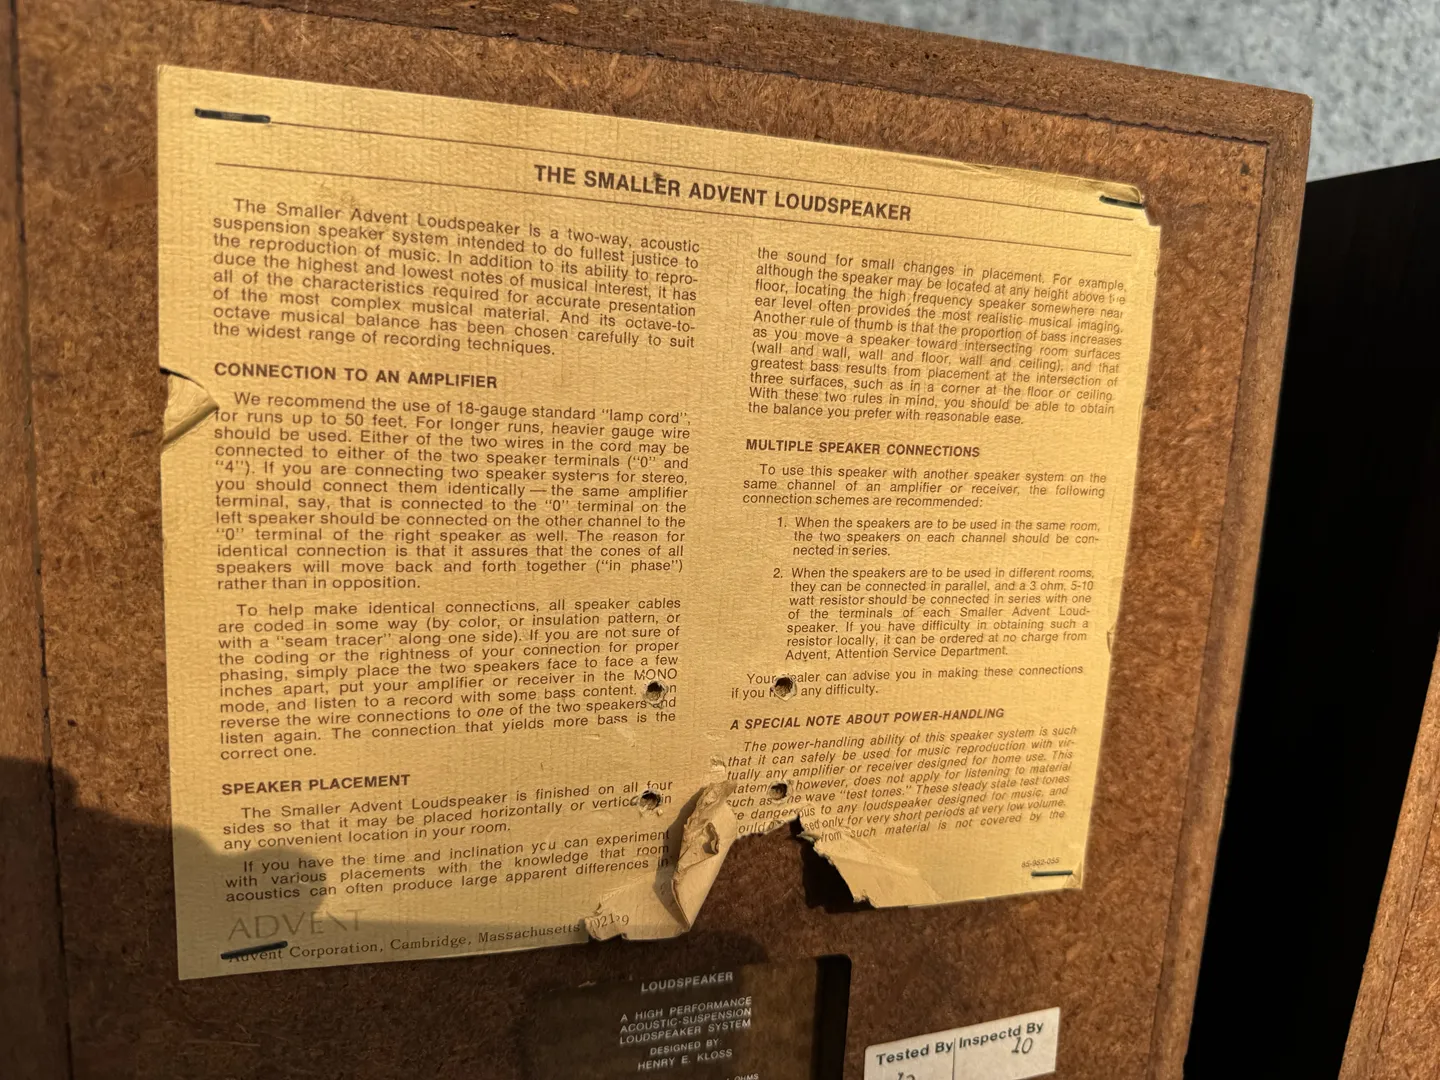 THE SMALLER ADVENT LOUDSPEAKER
The Smaller Advent Loudspeaker is a two-way, acoustic
suspension speaker system intended to do fullest justice to
the reproduction of music. In addition to its ability to repro-
duce the highest and lowest notes of musical interest, it has
all of the characteristics required for accurate presentation
of the most complex musical material. And its octave-to-
octave musical balance has been chosen carefully to suit
the widest range of recording techniques.
CONNECTION TO AN AMPLIFIER
We recommend the use of 18-gauge standard "lamp cord",
for runs up to 50 feet. For longer runs, heavier gauge wire
should be used. Either of the two wires in the cord may be
connected to either of the two speaker terminals ("0" and
"4"). If you are connecting two speaker systems for stereo,
you should connect them identically — the same amplifier
terminal, say, that is connected to the "0" terminal on the
left speaker should be connected on the other channel to the
"0" terminal of the right speaker as well. The reason for
identical connection is that it assures that the cones of all
speakers will move back and forth together ("in phase")
rather than in opposition.
To help make identical connections, all speaker cables
are coded in some way (by color, or insulation pattern, or
with a "seam tracer" along one side). If you are not sure of
the coding or the rightness of your connection for proper
phasing, simply place the two speakers face to face a few
inches apart, put your amplifier or receiver in the MONO
mode, and listen to a record with some bass content.
reverse the wire connections to one of the two speakers and
listen again. The connection that yields more bass is the
correct one.
SPEAKER PLACEMENT
The Smaller Advent Loudspeaker is finished on all four
sides so that it may be placed horizontally or vertically in
any convenient location in your room.
If you have the time and inclination you can experiment
with various placements with the knowledge that room
acoustics can often produce large apparent differences in
ADVENT
Advent Corporation, Cambridge, Massachusetts
the sound for small changes in placement. For example,
although the speaker may be located at any height above the
floor, locating the high frequency speaker somewhere near
ear level often provides the most realistic musical imaging.
Another rule of thumb is that the proportion of bass increases
as you move a speaker toward intersecting room surfaces
(wall and wall, wall and floor, wall and ceiling), and that
greatest bass results from placement at the intersection of
three surfaces, such as in a corner at the floor or ceiling.
With these two rules in mind, you should be able to obtain
the balance you prefer with reasonable ease.
MULTIPLE SPEAKER CONNECTIONS
To use this speaker with another speaker system on the
same channel of an amplifier or receiver, the following
connection schemes are recommended:
1. When the speakers are to be used in the same room,
the two speakers on each channel should be con-
nected in series.
2. When the speakers are to be used in different rooms,
they can be connected in parallel, and a 3 ohm, 5-10
watt resistor should be connected in series with one
of the terminals of each Smaller Advent Loud-
speaker. If you have difficulty in obtaining such a
resistor locally, it can be ordered at no charge from
Advent, Attention Service Department.
Your dealer can advise you in making these connections
if you any difficulty.
A SPECIAL NOTE ABOUT POWER-HANDLING
The power-handling ability of this speaker system is such
that it can safely be used for music reproduction with vir-
tually any amplifier or receiver designed for home use. This
however, does not apply for listening to material
such as wave "test tones." These steady state test tones
dangerous to any loudspeaker designed for music, and
only for very short periods at very low volume.
from such material is not covered by the
85-952-055
LOUDSPEAKER
A HIGH PERFORMANCE
ACOUSTIC-SUSPENSION
LOUDSPEAKER SYSTEM
DESIGNED BY:
HENRY E. KLOSS
OHMS
Tested By Inspectd By
10